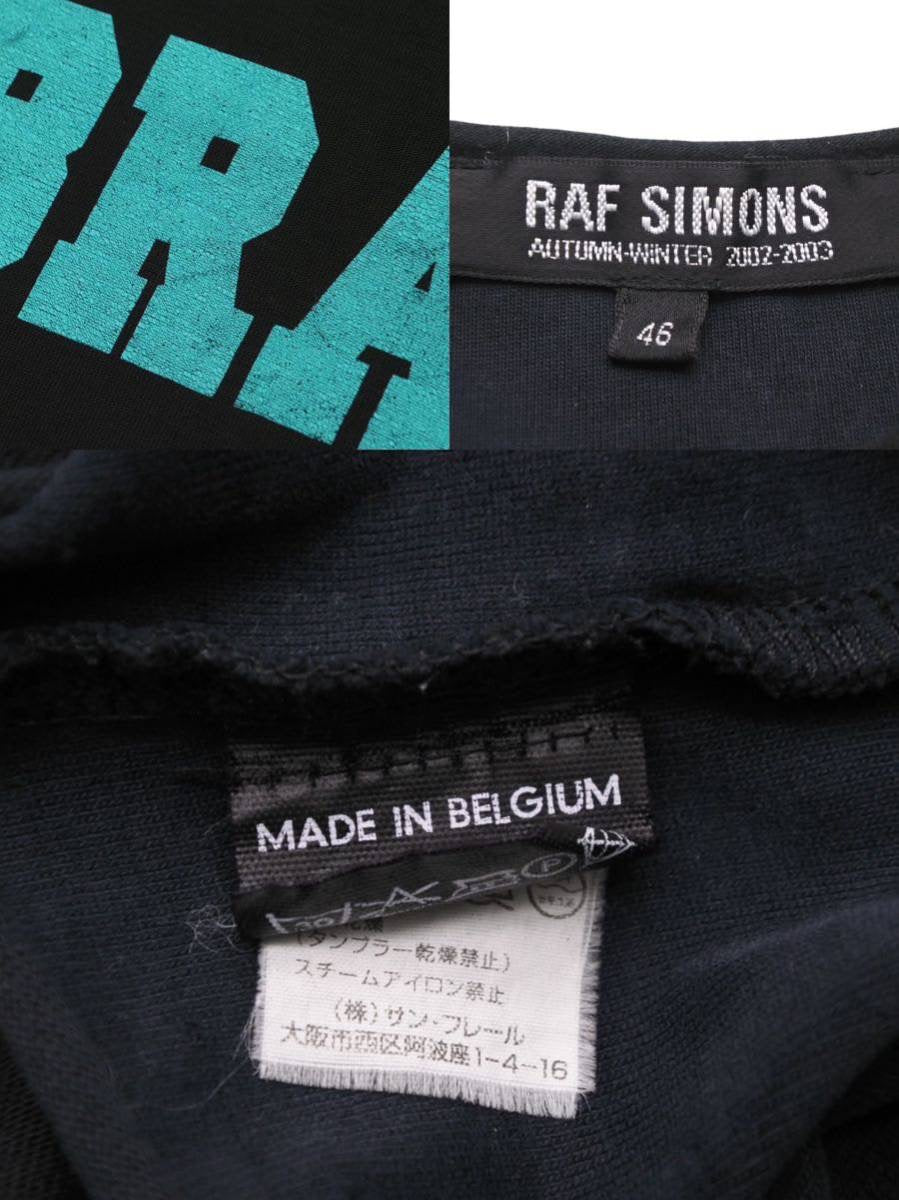 BRA
RAF SIMONS
AUTUMN-WINTER 2002-2003
46
MADE IN BELGIUM
30
P
(タンブラー乾燥禁止)
スチームアイロン禁止
(株)サン・フレール
大阪市西区阿波座1-4-16